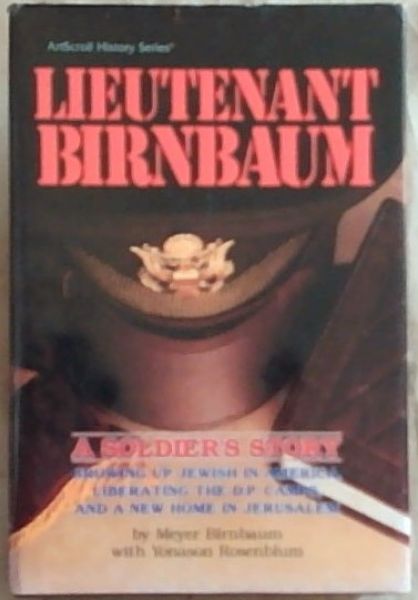 ArtScroll History Series®
LIEUTENANT
BIRNBAUM
A SOLDIER'S STORY
GROWING UP JEWISH IN AMERICA,
LIBERATING THE D.P. CAMPS,
AND A NEW HOME IN JERUSALEM
by Meyer Birnbaum
with Yonason Rosenblum